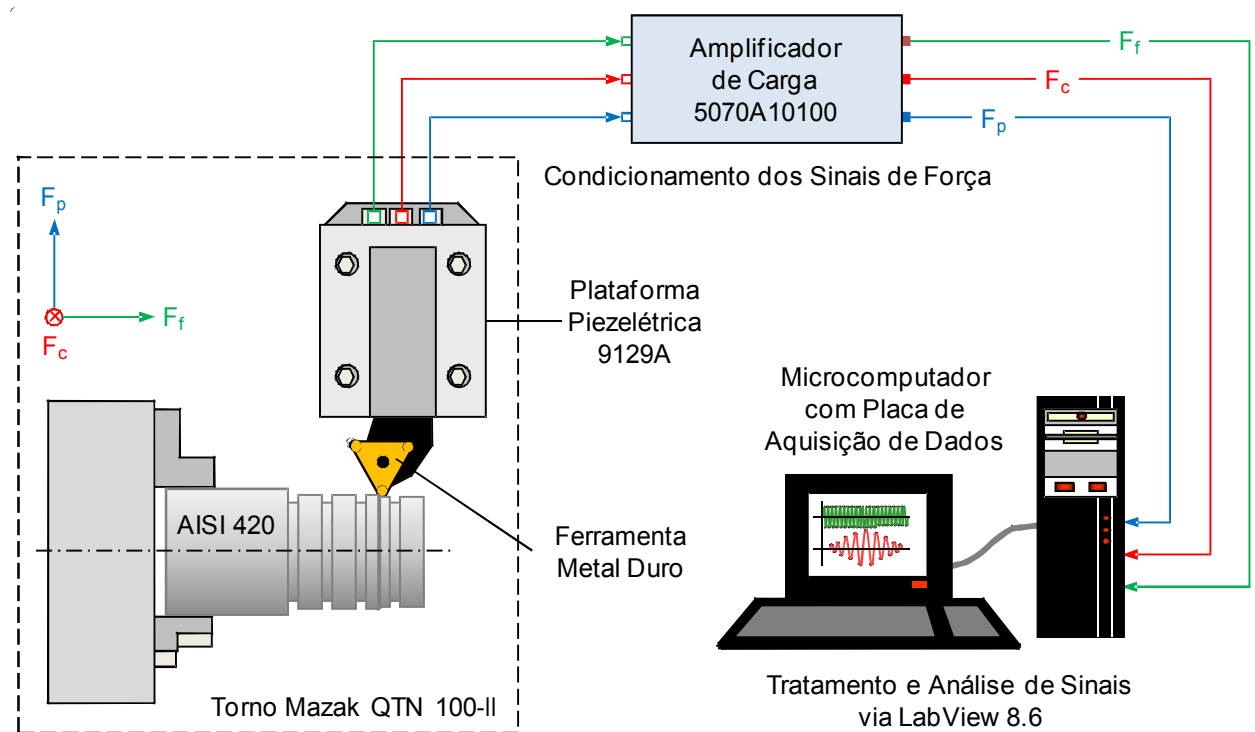 Amplificador
de Carga
5070A10100
Ff
Fc
Fp
Condicionamento dos Sinais de Força
Fp
Ff
Fc
Plataforma
Piezelétrica
9129A
Microcomputador
com Placa de
Aquisição de Dados
AISI 420
Ferramenta
Metal Duro
Torno Mazak QTN 100-II
Tratamento e Análise de Sinais
via LabView 8.6